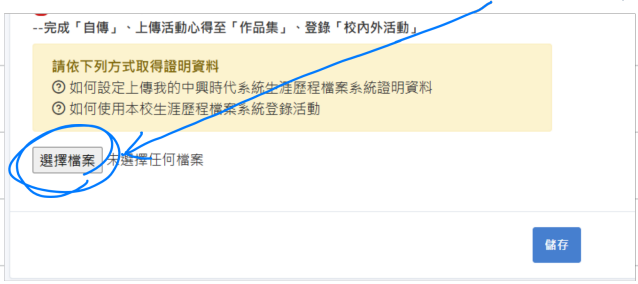 --完成「自傳」、上傳活動心得至「作品集」、登錄「校內外活動」
請依下列方式取得證明資料
如何設定上傳我的中興時代系統生涯歷程檔案系統證明資料
如何使用本校生涯歷程檔案系統登錄活動
選擇檔案 未選擇任何檔案
儲存